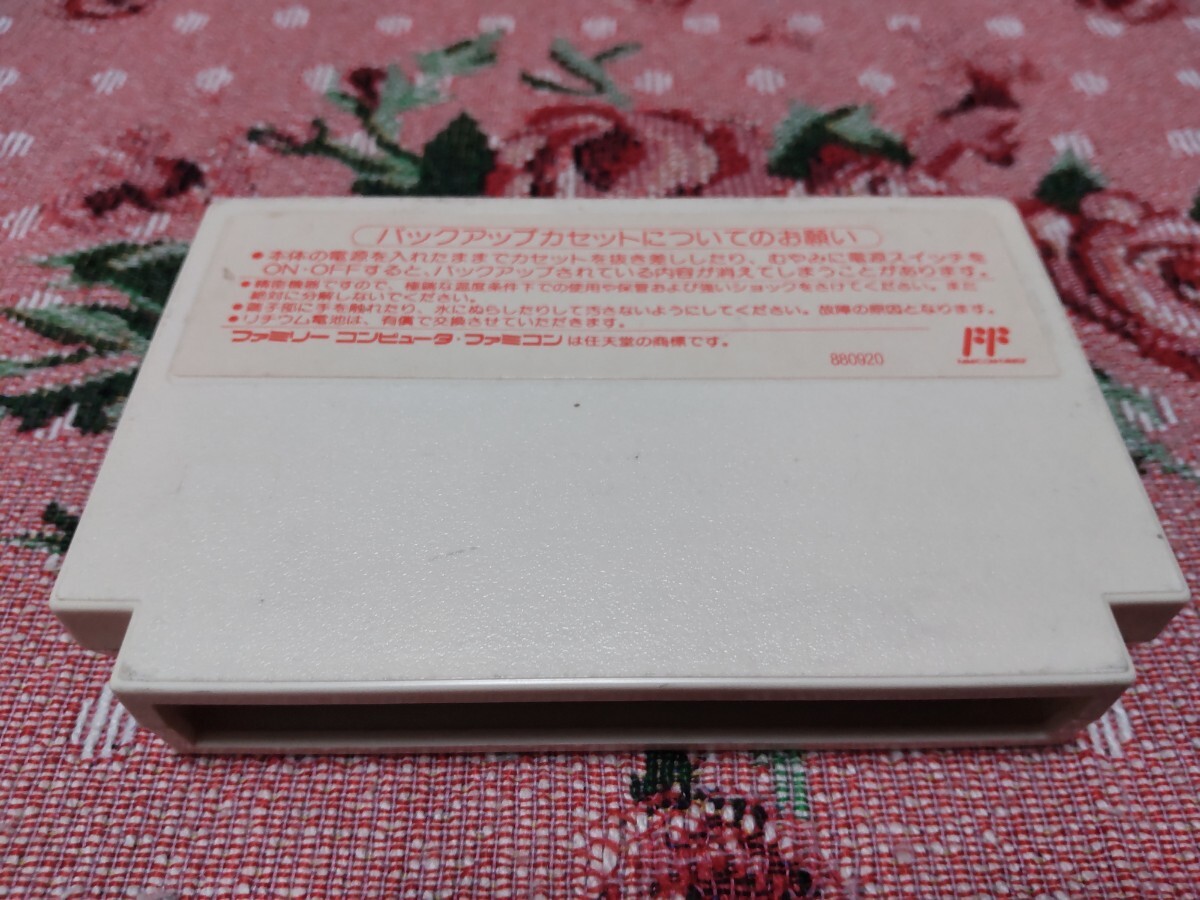 バックアップカセットについてのお願い
●本体の電源を入れたままでカセットを抜き差ししたり、むやみに電源スイッチを
ON・OFFすると、バックアップされている内容が消えてしまうことがあります。
●精密機器ですので、極端な温度条件下での使用や保管および強いショックをさけてください。また
絶対に分解しないでください。
●端子部に手を触れたり、水にぬらしたりして汚さないようにしてください。故障の原因となります。
●リチウム電池は、有償で交換させていただきます。
ファミリー コンピュータ・ファミコンは任天堂の商標です。
880920